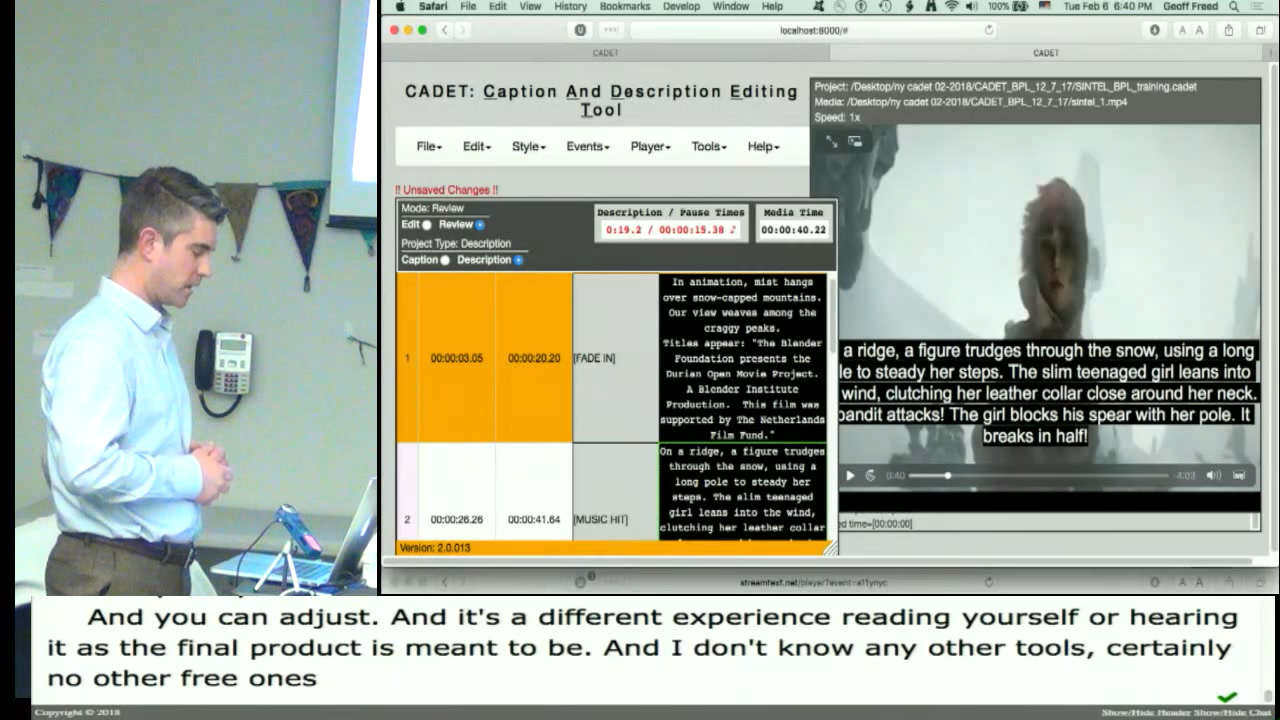 Safari File Edit View History Bookmarks Develop Window Help 100% Tue Feb 6 6:40 PM Geoff Freed
localhost:8000/#
CADET CADET
CADET: Caption And Description Editing Tool
File Edit Style Events Player Tools Help
!! Unsaved Changes !!
Mode: Review
Edit Review
Project Type: Description
Caption Description
Description / Pause Times
0:19.2 / 00:00:15.38
Media Time
00:00:40.22
1 00:00:03.05 00:00:20.20 [FADE IN]
In animation, mist hangs
over snow-capped mountains.
Our view weaves among the
craggy peaks.
Titles appear: "The Blender
Foundation presents the
Durian Open Movie Project.
A Blender Institute
Production. This film was
supported by The Netherlands
Film Fund."
2 00:00:26.26 00:00:41.64 [MUSIC HIT]
On a ridge, a figure trudges
through the snow, using a
long pole to steady her
steps. The slim teenaged
girl leans into the wind,
clutching her leather collar
Version: 2.0.013
Project: /Desktop/ny cadet 02-2018/CADET_BPL_12_7_17/SINTEL_BPL_training.cadet
Media: /Desktop/ny cadet 02-2018/CADET_BPL_12_7_17/sintel_1.mp4
Speed: 1x
a ridge, a figure trudges through the snow, using a long
le to steady her steps. The slim teenaged girl leans into
wind, clutching her leather collar close around her neck.
bandit attacks! The girl blocks his spear with her pole. It
breaks in half!
0:40 -4:03
ed time=[00:00:00]
streamtext.net/player?event=a11ynyc
And you can adjust. And it's a different experience reading yourself or hearing
it as the final product is meant to be. And I don't know any other tools, certainly
no other free ones
Copyright © 2018 Show/Hide Header Show/Hide Chat